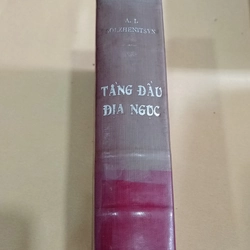 A. I.
TẦNG ĐẦU
ĐỊA NGỤC